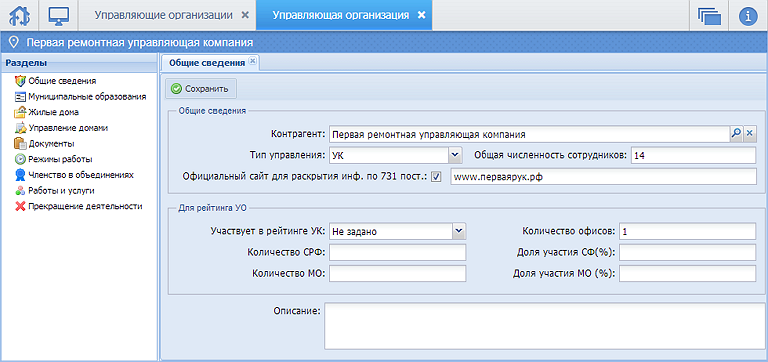 Управляющие организации
Управляющая организация
Первая ремонтная управляющая компания
Разделы
Общие сведения
Муниципальные образования
Жилые дома
Управление домами
Документы
Режимы работы
Членство в объединениях
Работы и услуги
Прекращение деятельности
Общие сведения
Сохранить
Общие сведения
Контрагент: Первая ремонтная управляющая компания
Тип управления: УК Общая численность сотрудников: 14
Официальный сайт для раскрытия инф. по 731 пост.: www.перваярук.рф
Для рейтинга УО
Участвует в рейтинге УК: Не задано Количество офисов: 1
Количество СРФ: Доля участия СФ(%):
Количество МО: Доля участия МО (%):
Описание: